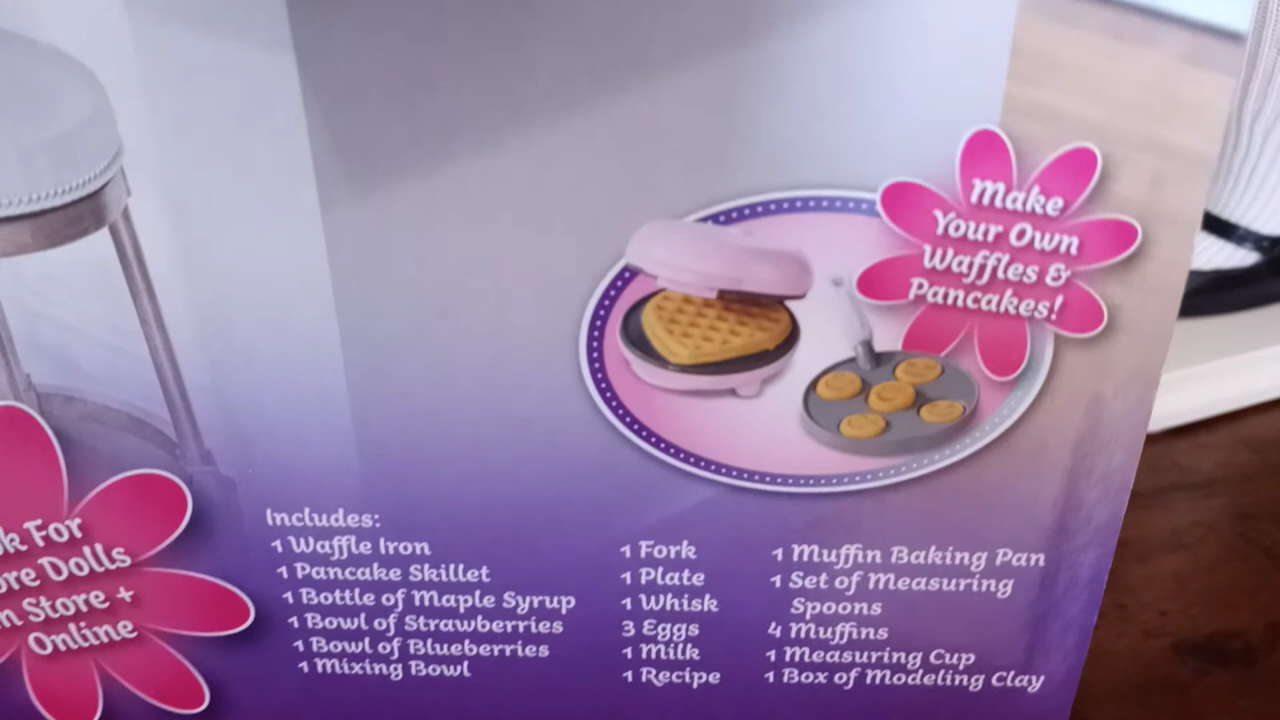 Make
Your Own
Waffles &
Pancakes!
Includes:
1 Waffle Iron
1 Pancake Skillet
1 Bottle of Maple Syrup
1 Bowl of Strawberries
1 Bowl of Blueberries
1 Mixing Bowl
1 Fork
1 Plate
1 Whisk
3 Eggs
1 Milk
1 Recipe
1 Muffin Baking Pan
1 Set of Measuring
Spoons
4 Muffins
1 Measuring Cup
1 Box of Modeling Clay
For
Dolls
Store +
Online